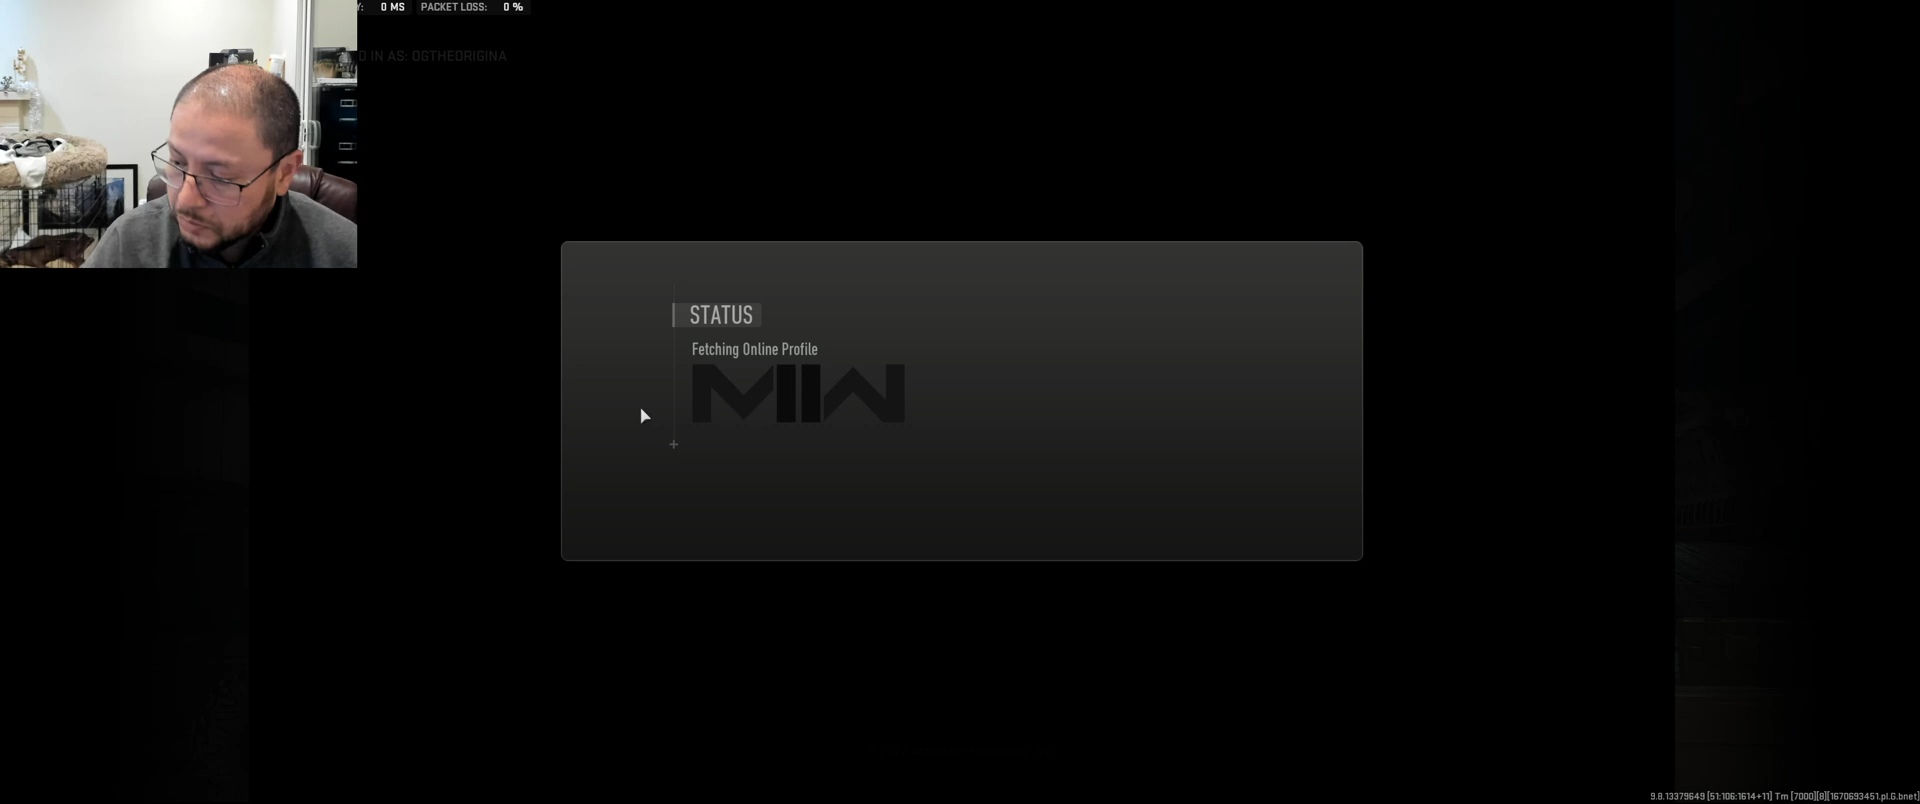 Y: 0 MS PACKET LOSS: 0 %
D IN AS: OGTHEORIGINA
STATUS
Fetching Online Profile
MIIW
9.8.13379649 [51:106:1614+11] Tm [7000][8][1670693451.pl.G.bnet]